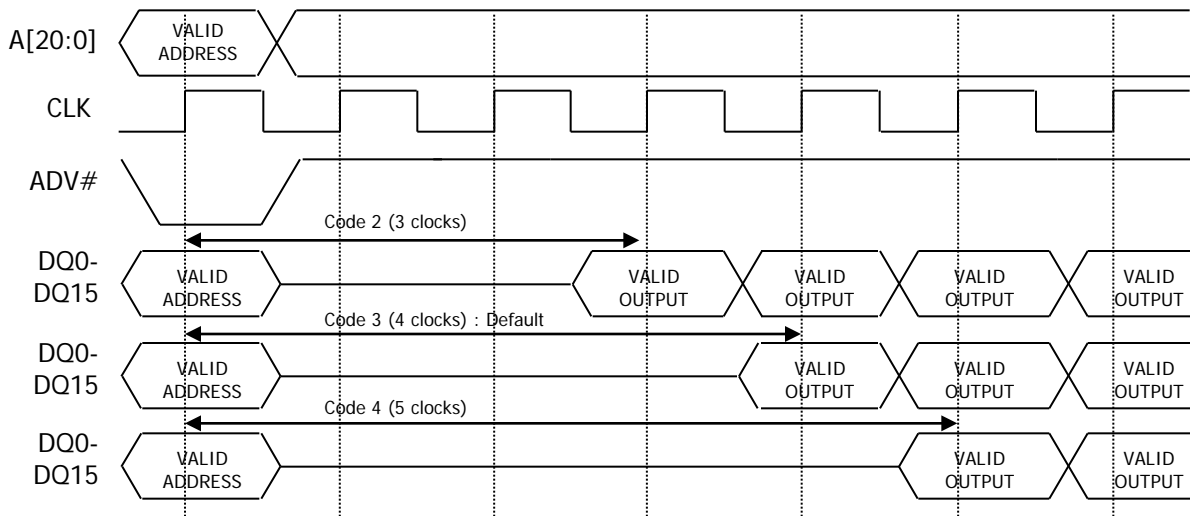 A[20:0]
VALID
ADDRESS
CLK
ADV#
Code 2 (3 clocks)
DQ0-
DQ15
VALID
ADDRESS
VALID
OUTPUT
VALID
OUTPUT
VALID
OUTPUT
VALID
OUTPUT
Code 3 (4 clocks) : Default
DQ0-
DQ15
VALID
ADDRESS
VALID
OUTPUT
VALID
OUTPUT
VALID
OUTPUT
Code 4 (5 clocks)
DQ0-
DQ15
VALID
ADDRESS
VALID
OUTPUT
VALID
OUTPUT